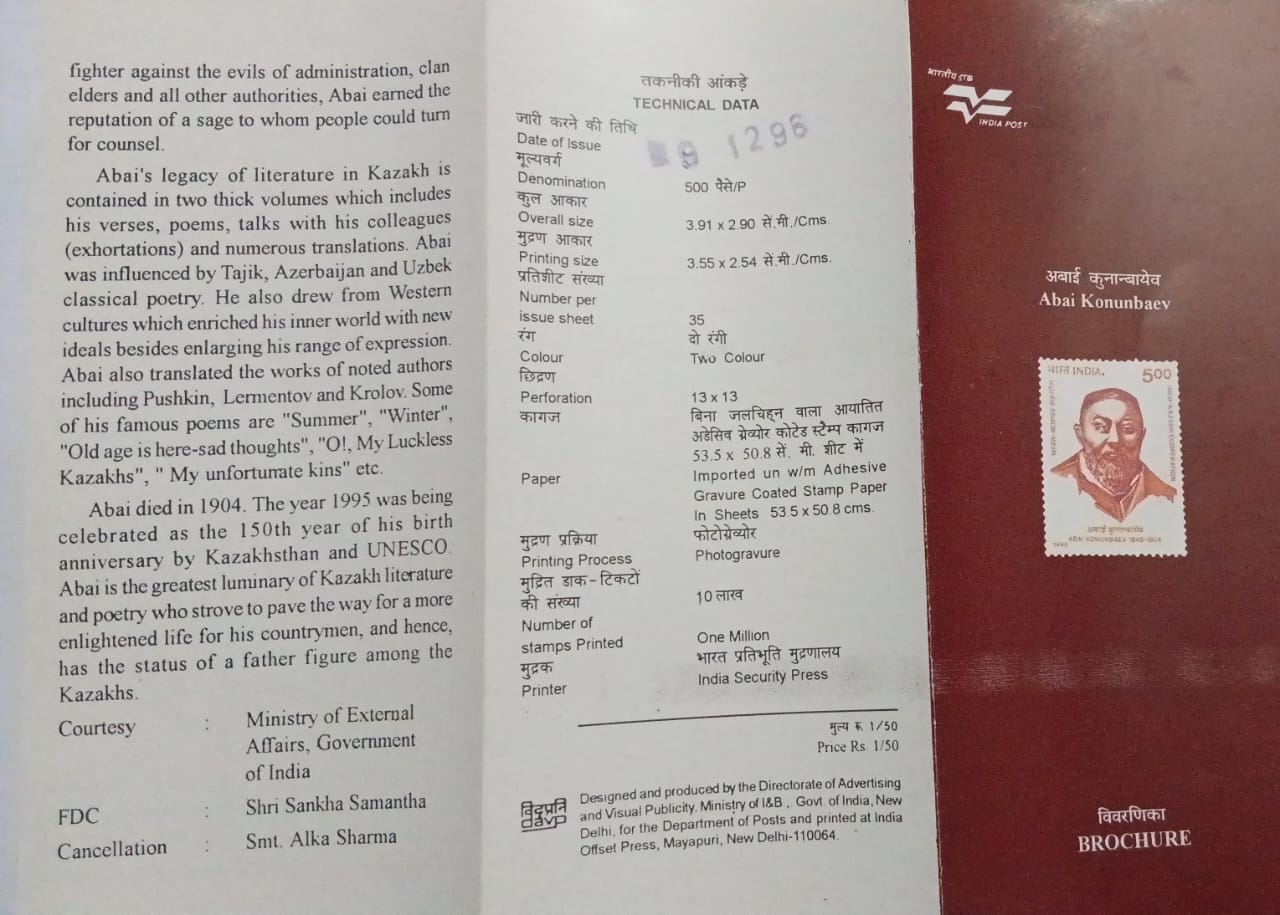 fighter against the evils of administration, clan
elders and all other authorities, Abai earned the
reputation of a sage to whom people could turn
for counsel.
Abai's legacy of literature in Kazakh is
contained in two thick volumes which includes
his verses, poems, talks with his colleagues
(exhortations) and numerous translations. Abai
was influenced by Tajik, Azerbaijan and Uzbek
classical poetry. He also drew from Western
cultures which enriched his inner world with new
ideals besides enlarging his range of expression.
Abai also translated the works of noted authors
including Pushkin, Lermentov and Krolov. Some
of his famous poems are "Summer", "Winter",
"Old age is here-sad thoughts", "O!, My Luckless
Kazakhs", " My unfortunate kins" etc.
Abai died in 1904. The year 1995 was being
celebrated as the 150th year of his birth
anniversary by Kazakhsthan and UNESCO.
Abai is the greatest luminary of Kazakh literature
and poetry who strove to pave the way for a more
enlightened life for his countrymen, and hence,
has the status of a father figure among the
Kazakhs.
Courtesy : Ministry of External
Affairs, Government
of India
FDC : Shri Sankha Samantha
Cancellation : Smt. Alka Sharma
तकनीकी आंकड़े
TECHNICAL DATA
जारी करने की तिथि
Date of Issue 9 1296
मूल्यवर्ग
Denomination 500 पैसे/P
कुल आकार
Overall size 3.91 x 2.90 सें.मी./Cms.
मुद्रण आकार
Printing size 3.55 x 2.54 सें.मी./Cms.
प्रतिशीट संख्या
Number per
issue sheet 35
रंग दो रंगी
Colour Two Colour
छिद्रण
Perforation 13 x 13
कागज बिना जलचिह्न वाला आयातित
अडेसिव ग्रेव्योर कोटेड स्टैम्प कागज
53.5 x 50.8 सें. मी. शीट में
Paper Imported un w/m Adhesive
Gravure Coated Stamp Paper
In Sheets 53.5 x 50.8 cms.
मुद्रण प्रक्रिया फोटोग्रेव्योर
Printing Process Photogravure
मुद्रित डाक-टिकटों
की संख्या 10 लाख
Number of
stamps Printed One Million
मुद्रक भारत प्रतिभूति मुद्रणालय
Printer India Security Press
मुल्य रू. 1/50
Price Rs. 1/50
विदृप्रनि
davp
Designed and produced by the Directorate of Advertising
and Visual Publicity, Ministry of I&B., Govt. of India, New
Delhi, for the Department of Posts and printed at India
Offset Press, Mayapuri, New Delhi-110064.
भारतीय डाक
INDIA POST
अबाई कुनान्बायेव
Abai Konunbaev
भारत INDIA. 500
INDO-KAZAKH COOPERATION
अबाई कुनान्बायेव
ABAI KONUNBAEV 1845-1904
विवरणिका
BROCHURE